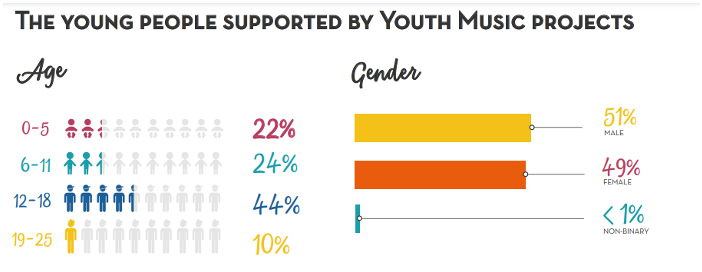 The young people supported by Youth Music projects
Age
Gender
0-5
22%
6-11
24%
12-18
44%
19-25
10%
51%
MALE
49%
FEMALE
< 1%
NON-BINARY